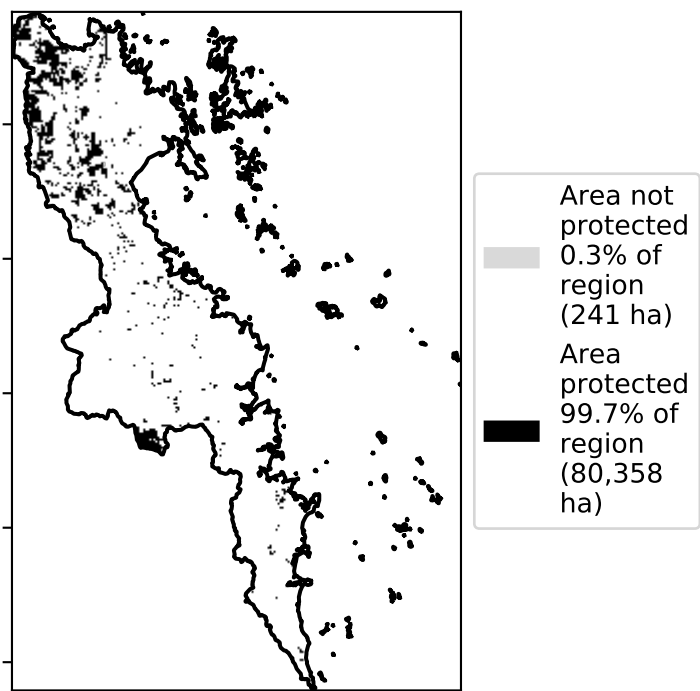 Area not
protected
0.3% of
region
(241 ha)
Area
protected
99.7% of
region
(80,358
ha)